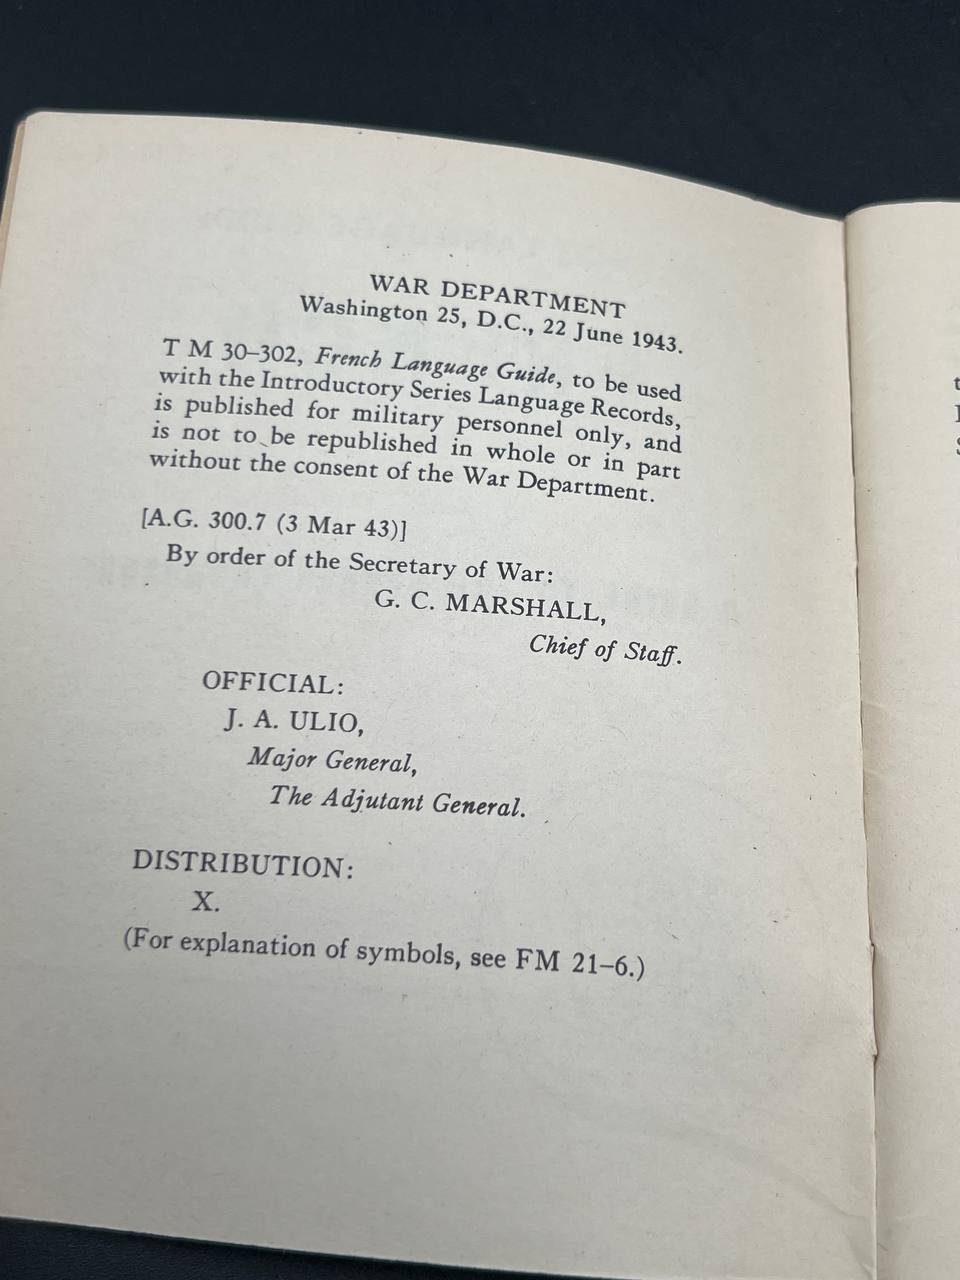 WAR DEPARTMENT
Washington 25, D.C., 22 June 1943.
T M 30–302, French Language Guide, to be used
with the Introductory Series Language Records,
is published for military personnel only, and
is not to be republished in whole or in part
without the consent of the War Department.
[A.G. 300.7 (3 Mar 43)]
By order of the Secretary of War:
G. C. MARSHALL,
Chief of Staff.
OFFICIAL:
J. A. ULIO,
Major General,
The Adjutant General.
DISTRIBUTION:
X.
(For explanation of symbols, see FM 21–6.)